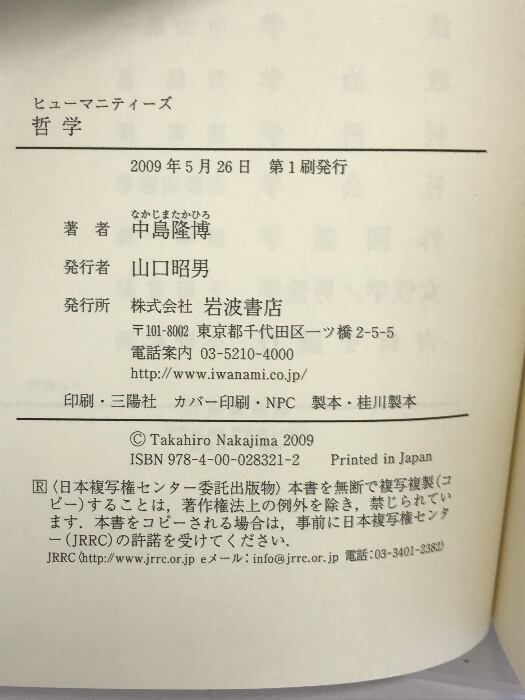 ヒューマニティーズ
哲学
2009年5月26日 第1刷発行
なかじまたかひろ
著 者 中島隆博
発行者 山口昭男
発行所 株式会社 岩波書店
〒101-8002 東京都千代田区一ツ橋2-5-5
電話案内 03-5210-4000
http://www.iwanami.co.jp/
印刷・三陽社 カバー印刷・NPC 製本・桂川製本
© Takahiro Nakajima 2009
ISBN 978-4-00-028321-2 Printed in Japan
Ⓡ〈日本複写権センター委託出版物〉本書を無断で複写複製(コ
ピー)することは，著作権法上の例外を除き，禁じられてい
ます．本書をコピーされる場合は，事前に日本複写権センタ
ー(JRRC)の許諾を受けてください．
JRRC〈http://www.jrrc.or.jp eメール：info@jrrc.or.jp 電話：03-3401-2382〉